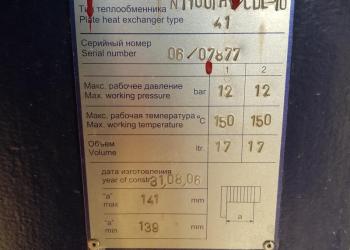 Тип теплообменника
Plate heat exchanger type
41
Серийный номер
Serial number 06/07877
1 2
Макс. рабочее давление
Max. working pressure bar 12 12
Макс. рабочая температура
Max. working temperature °C 150 150
Объем
Volume ltr. 17 17
дата изготовления
year of constr. 31.08.06
"a"
max 141 mm
"a"
min 139 mm
a